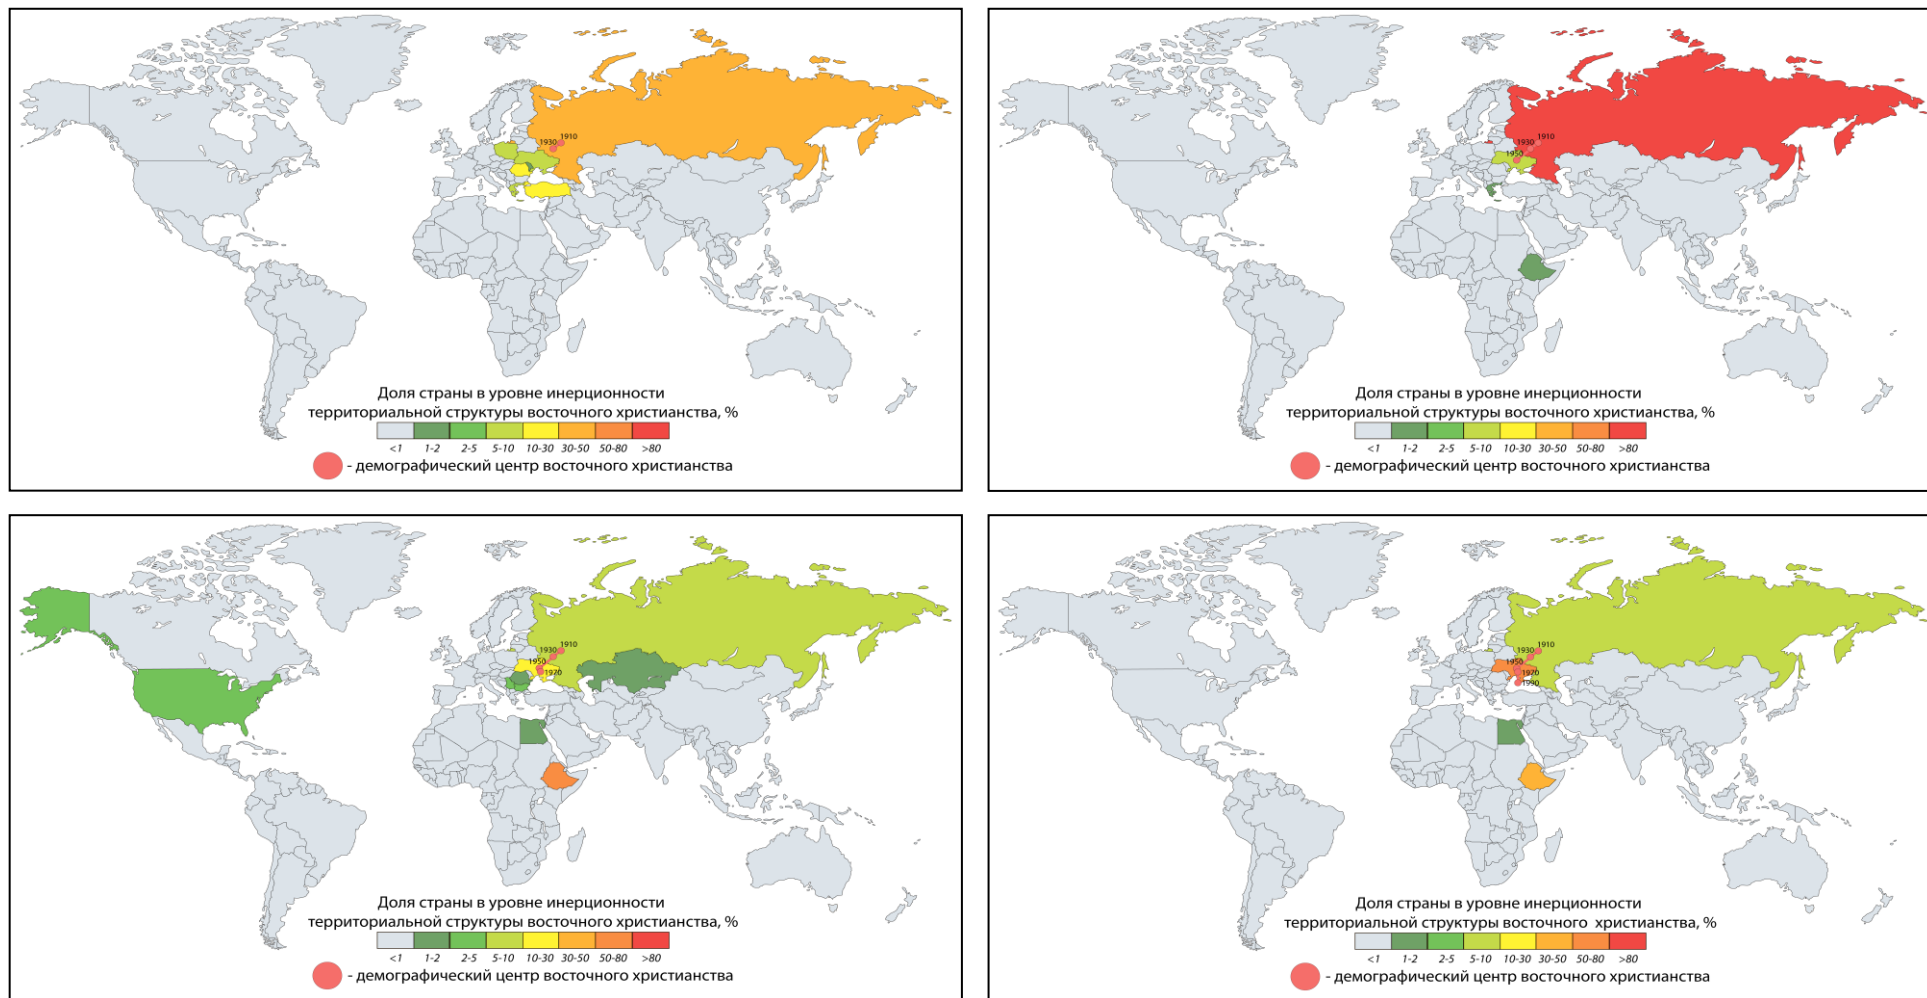 1910
1930
Доля страны в уровне инерционности
территориальной структуры восточного христианства, %
<1 1-2 2-5 5-10 10-30 30-50 50-80 >80
- демографический центр восточного христианства
1910
1930
1950
Доля страны в уровне инерционности
территориальной структуры восточного христианства, %
<1 1-2 2-5 5-10 10-30 30-50 50-80 >80
- демографический центр восточного христианства
1910
1930
1950
1970
Доля страны в уровне инерционности
территориальной структуры восточного христианства, %
<1 1-2 2-5 5-10 10-30 30-50 50-80 >80
- демографический центр восточного христианства
1910
1930
1950
1970
1990
Доля страны в уровне инерционности
территориальной структуры восточного христианства, %
<1 1-2 2-5 5-10 10-30 30-50 50-80 >80
- демографический центр восточного христианства